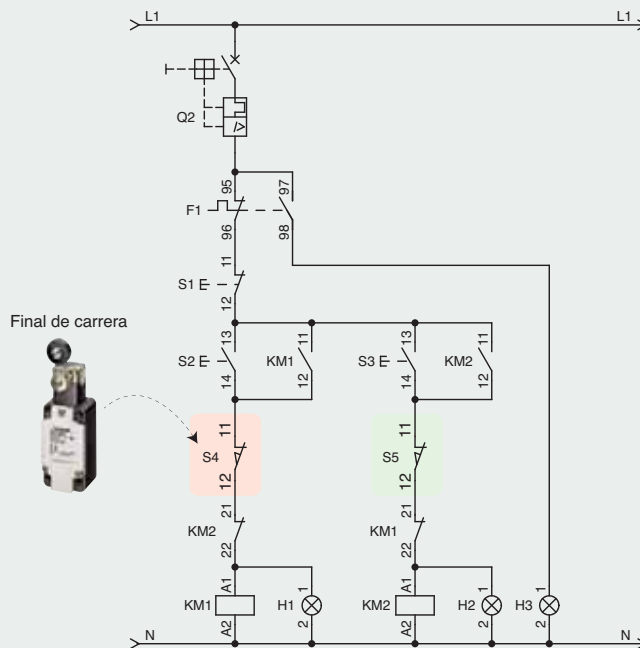 L1 L1
Q2
95 97
F1
96 98
11
S1
12
Final de carrera
13 11 13 11
S2 KM1 S3 KM2
14 12 14 12
11 11
S4 S5
12 12
21 21
KM2 KM1
22 22
A1 1 A1 1 1
KM1 H1 KM2 H2 H3
A2 2 A2 2 2
N N